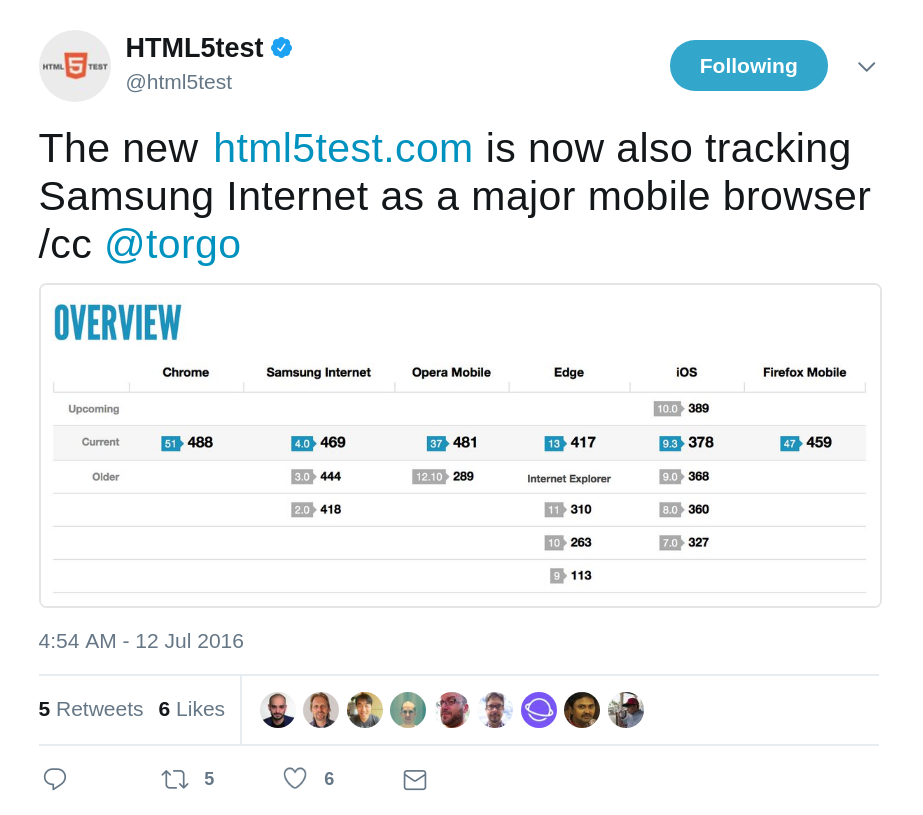 HTML 5 TEST
HTML5test
@html5test
Following
The new html5test.com is now also tracking
Samsung Internet as a major mobile browser
/cc @torgo
OVERVIEW
Chrome Samsung Internet Opera Mobile Edge iOS Firefox Mobile
Upcoming 10.0 389
Current 51 488 4.0 469 37 481 13 417 9.3 378 47 459
Older 3.0 444 12.10 289 Internet Explorer 9.0 368
2.0 418 11 310 8.0 360
10 263 7.0 327
9 113
4:54 AM - 12 Jul 2016
5 Retweets 6 Likes
5 6